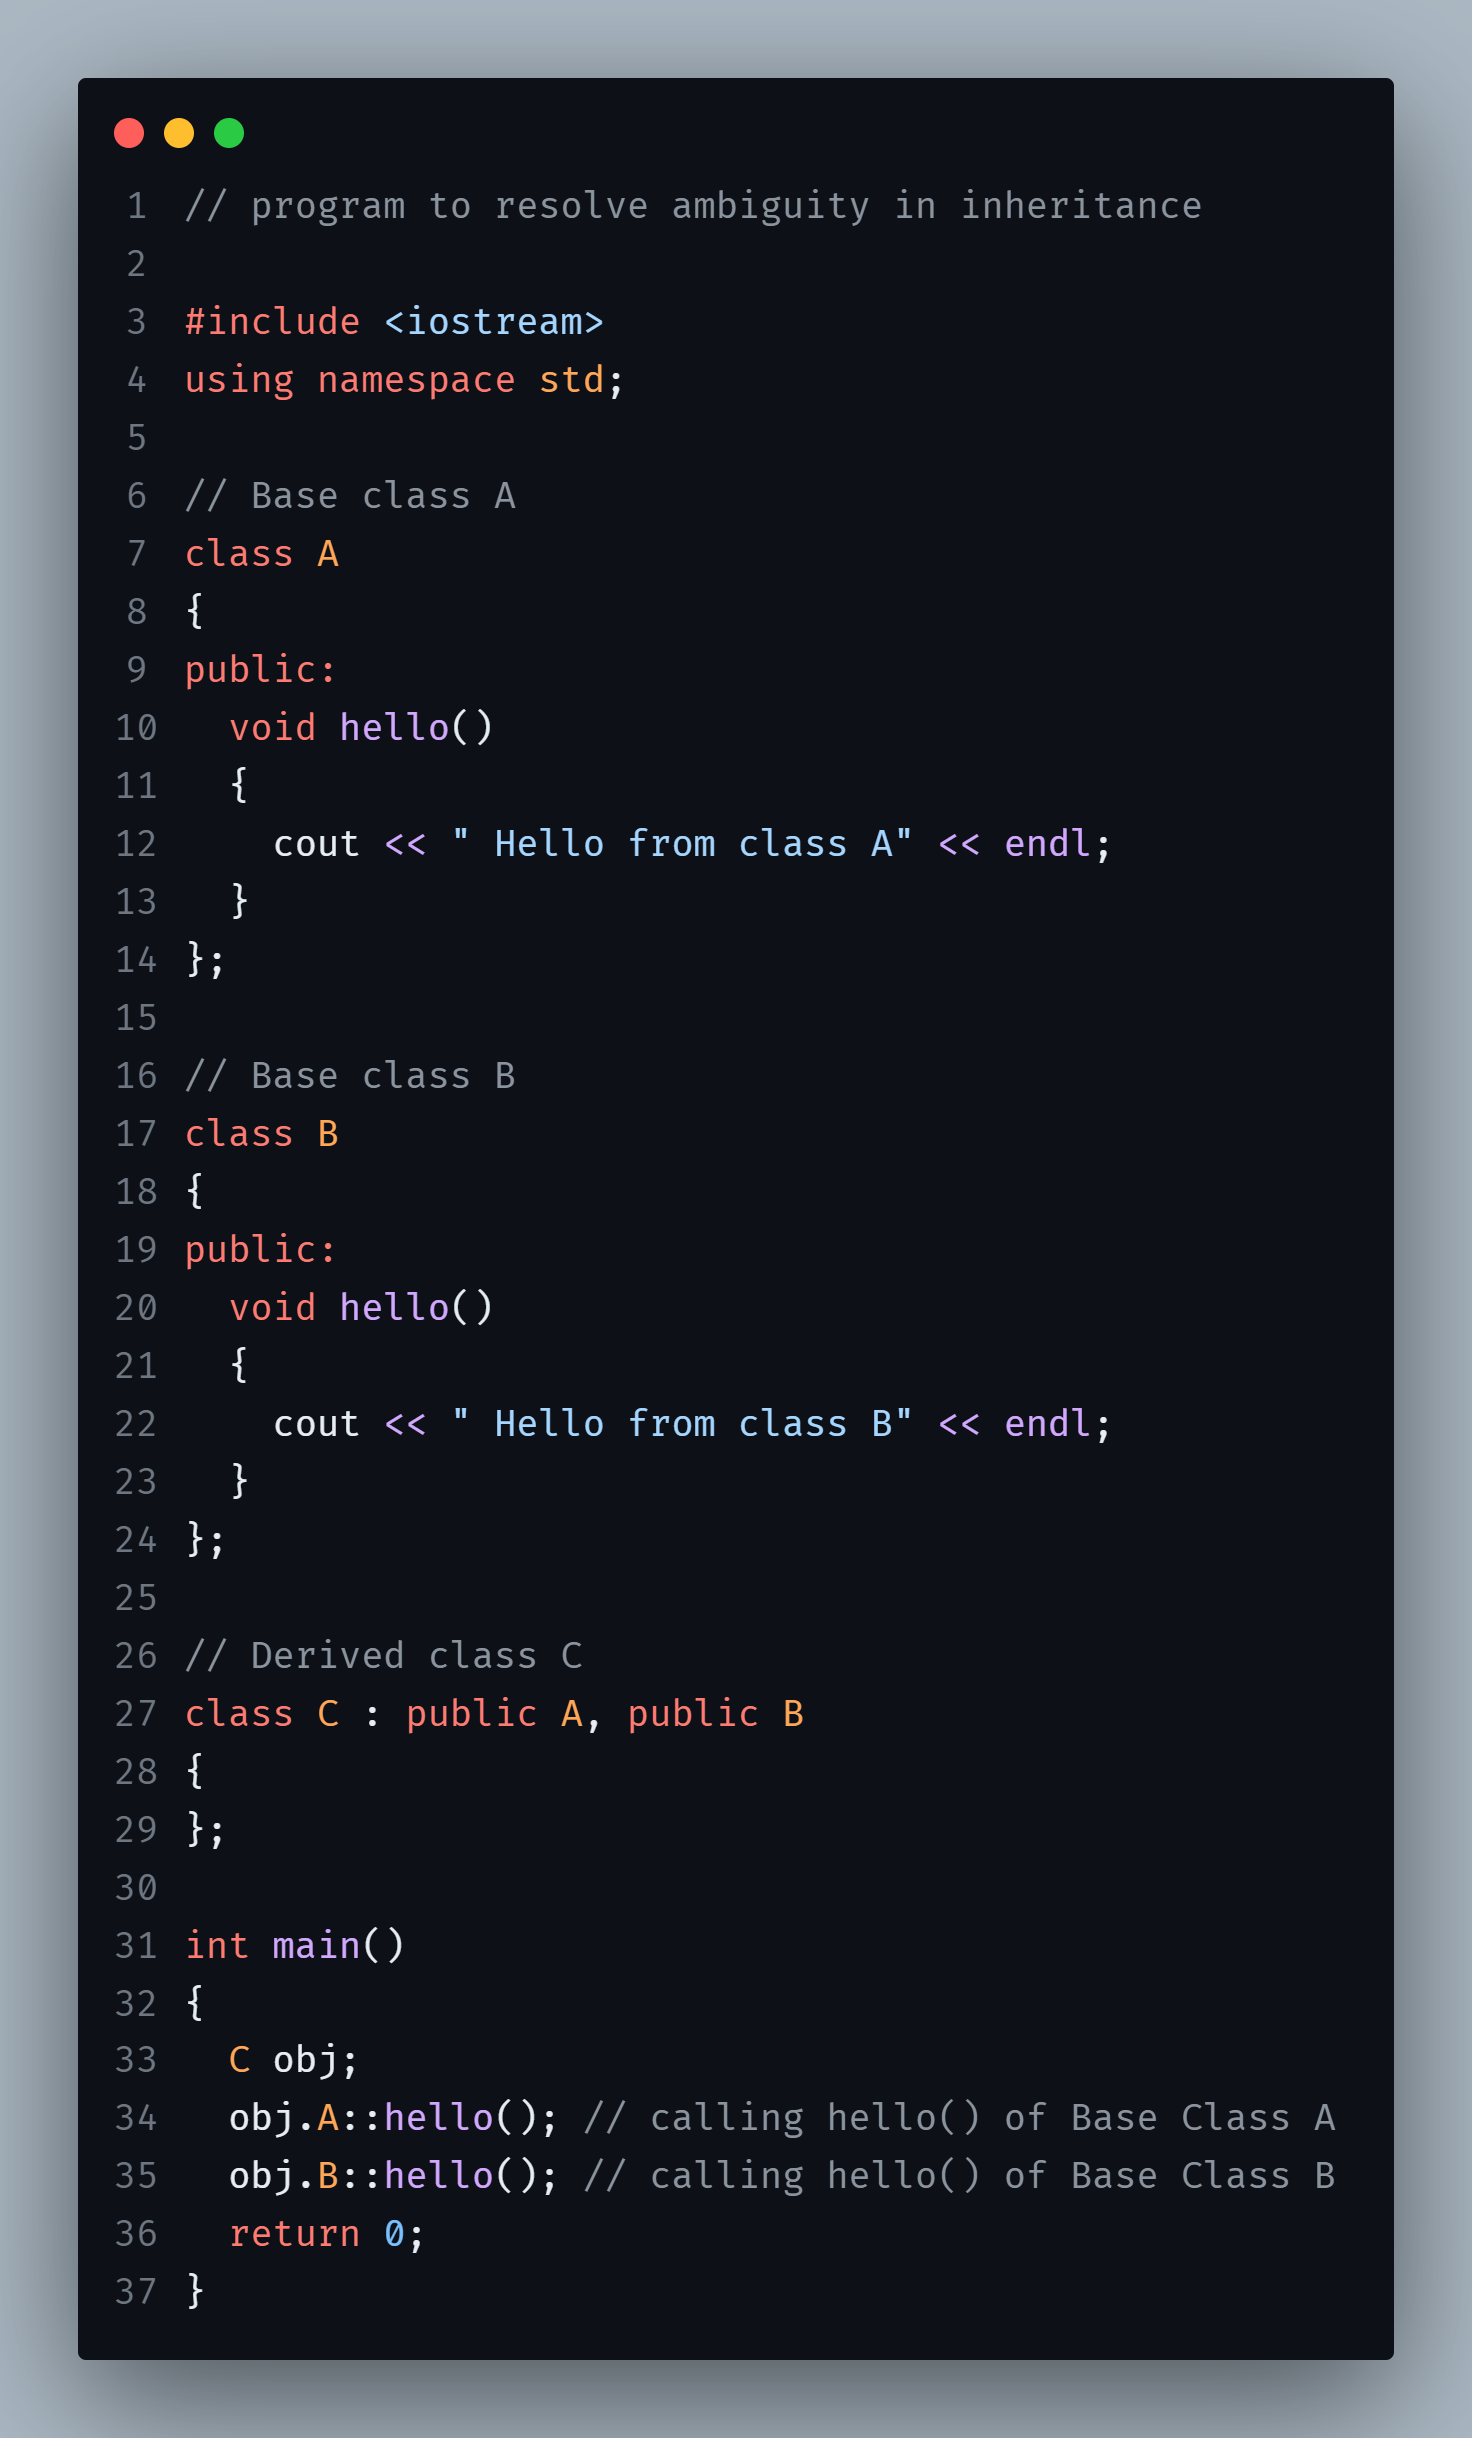 1 // program to resolve ambiguity in inheritance
2
3 #include <iostream>
4 using namespace std;
5
6 // Base class A
7 class A
8 {
9 public:
10   void hello()
11   {
12     cout << " Hello from class A" << endl;
13   }
14 };
15
16 // Base class B
17 class B
18 {
19 public:
20   void hello()
21   {
22     cout << " Hello from class B" << endl;
23   }
24 };
25
26 // Derived class C
27 class C : public A, public B
28 {
29 };
30
31 int main()
32 {
33   C obj;
34   obj.A::hello(); // calling hello() of Base Class A
35   obj.B::hello(); // calling hello() of Base Class B
36   return 0;
37 }